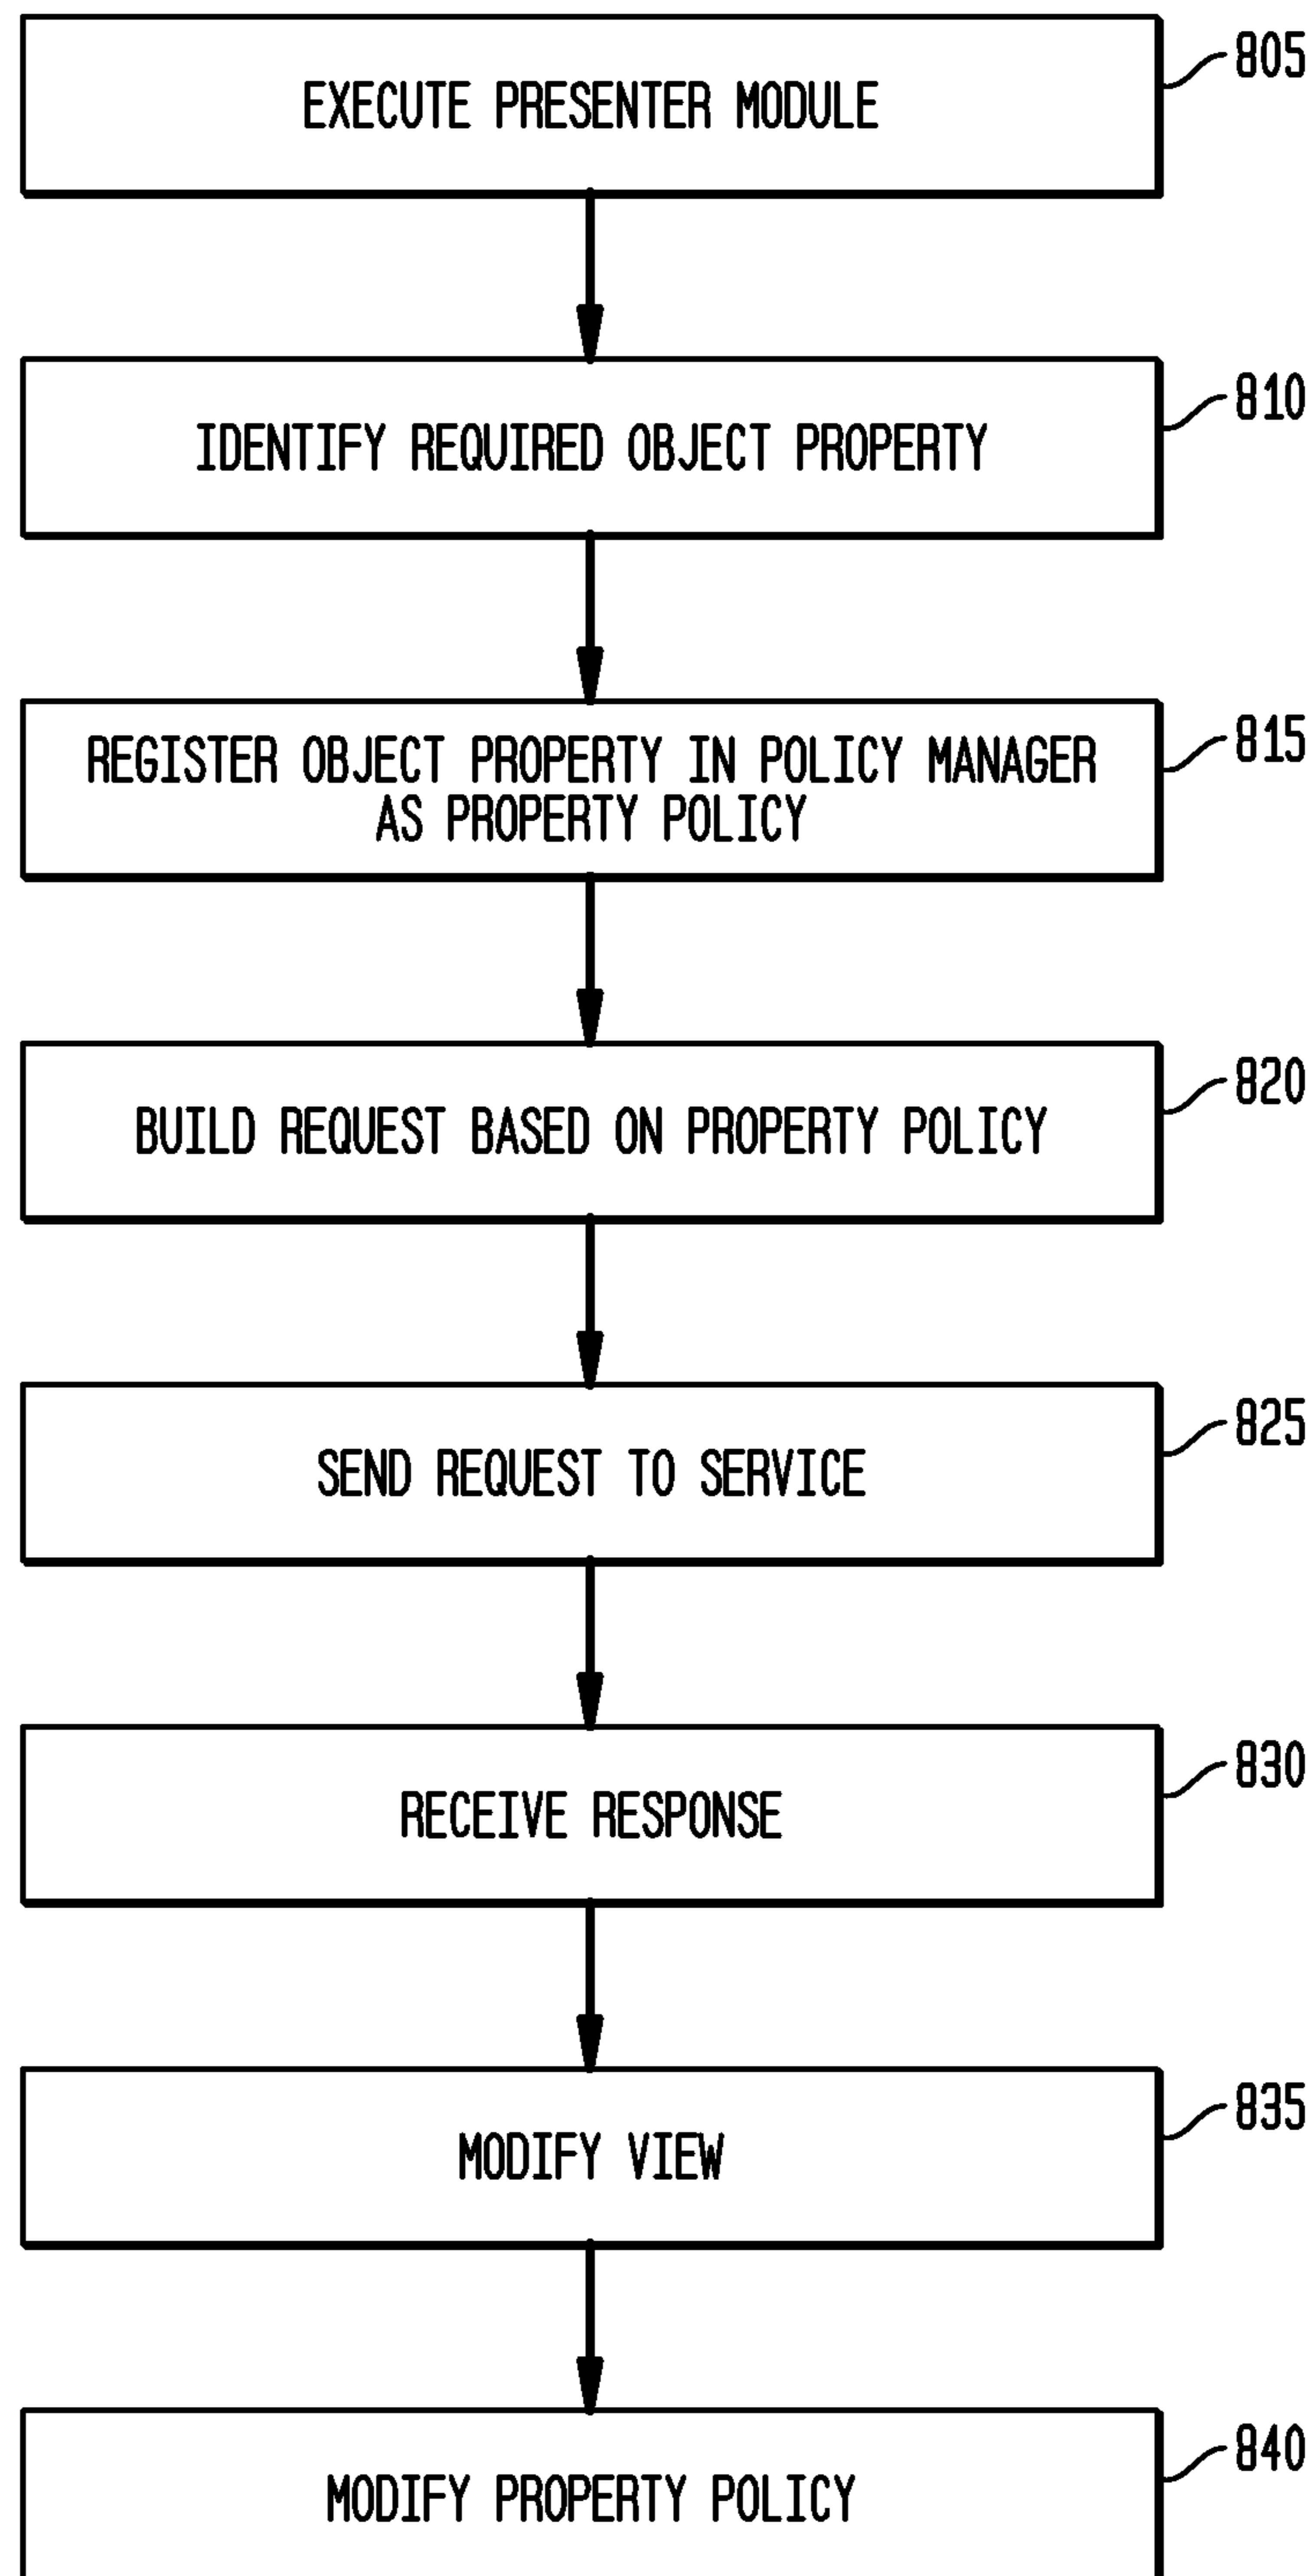 EXECUTE PRESENTER MODULE
805
IDENTIFY REQUIRED OBJECT PROPERTY
810
REGISTER OBJECT PROPERTY IN POLICY MANAGER
AS PROPERTY POLICY
815
BUILD REQUEST BASED ON PROPERTY POLICY
820
SEND REQUEST TO SERVICE
825
RECEIVE RESPONSE
830
MODIFY VIEW
835
MODIFY PROPERTY POLICY
840